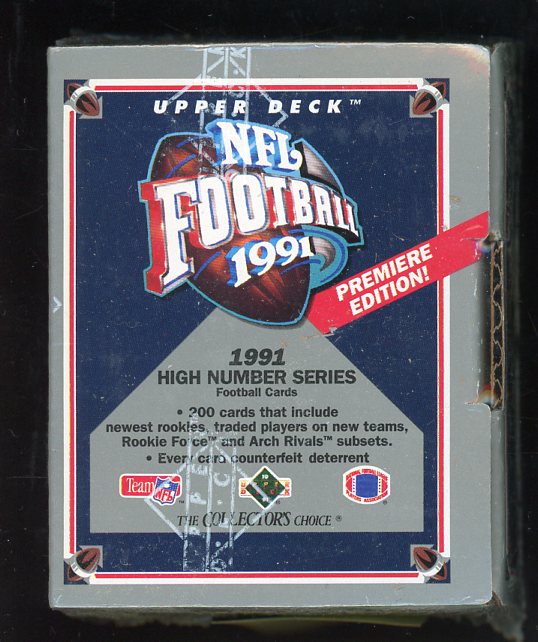 UPPER DECK™
NFL
FOOTBALL
1991
PREMIERE
EDITION!
1991
HIGH NUMBER SERIES
Football Cards
• 200 cards that include
newest rookies, traded players on new teams,
Rookie Force™ and Arch Rivals™ subsets.
• Every card counterfeit deterrent
Team NFL™
THE COLLECTOR'S CHOICE®